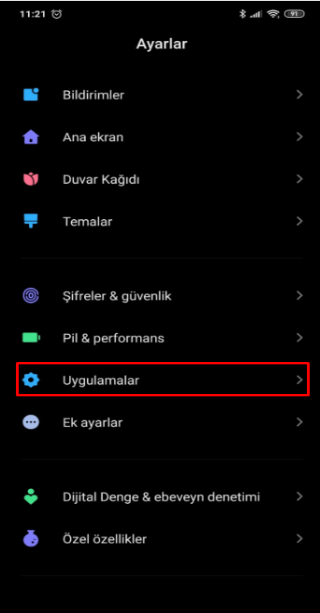 11:21
91
Ayarlar
Bildirimler
Ana ekran
Duvar Kağıdı
Temalar
Şifreler & güvenlik
Pil & performans
Uygulamalar
Ek ayarlar
Dijital Denge & ebeveyn denetimi
Özel özellikler